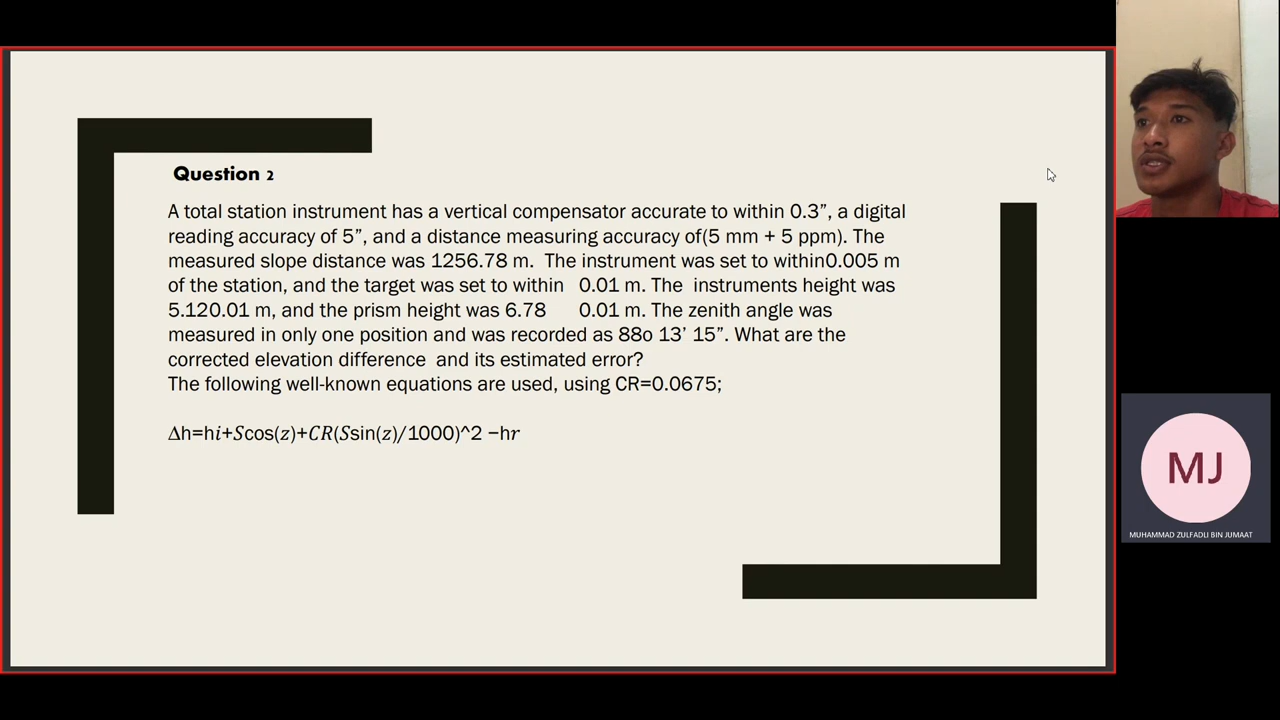 Question 2
A total station instrument has a vertical compensator accurate to within 0.3”, a digital
reading accuracy of 5”, and a distance measuring accuracy of(5 mm + 5 ppm). The
measured slope distance was 1256.78 m. The instrument was set to within0.005 m
of the station, and the target was set to within 0.01 m. The instruments height was
5.120.01 m, and the prism height was 6.78 0.01 m. The zenith angle was
measured in only one position and was recorded as 88o 13’ 15”. What are the
corrected elevation difference and its estimated error?
The following well-known equations are used, using CR=0.0675;
Δh=hi+Scos(z)+CR(Ssin(z)/1000)^2 −hr
MJ
MUHAMMAD ZULFADLI BIN JUMAAT